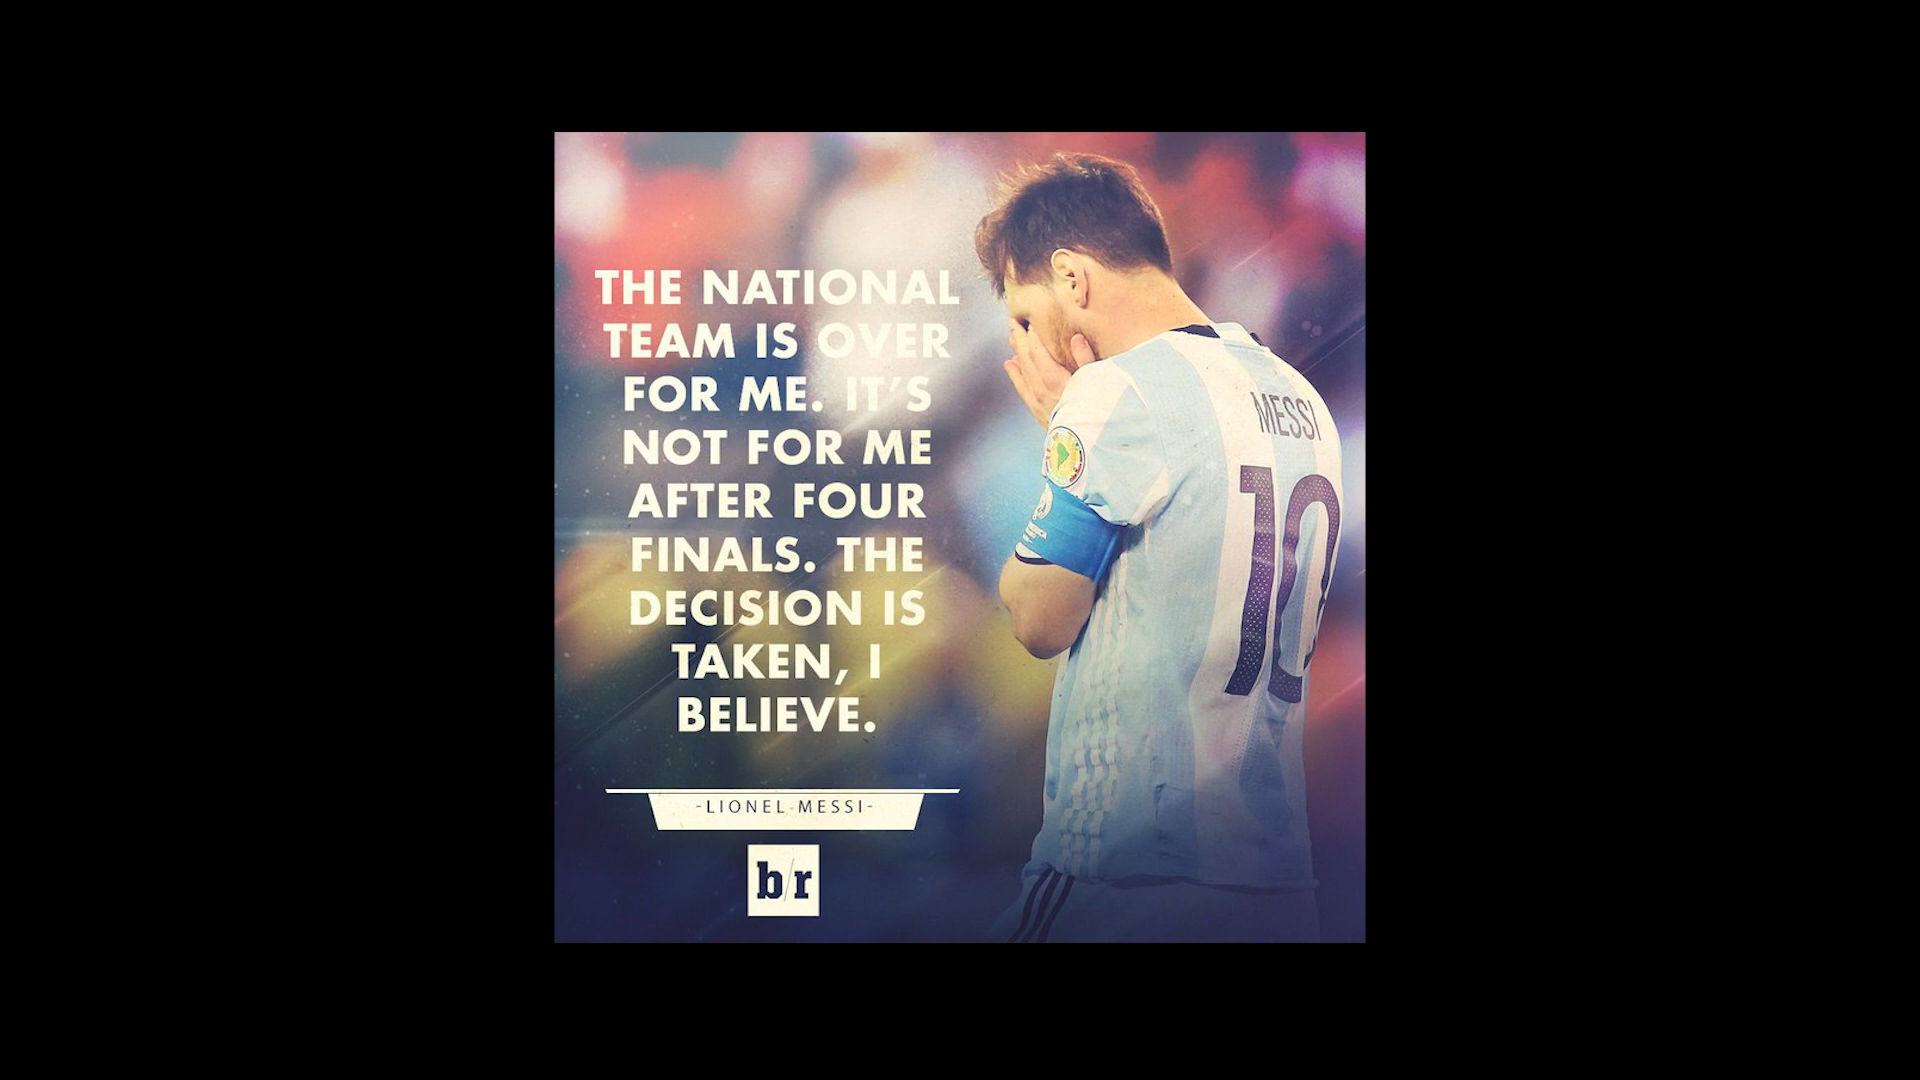 THE NATIONAL
TEAM IS OVER
FOR ME. IT'S
NOT FOR ME
AFTER FOUR
FINALS. THE
DECISION IS
TAKEN, I
BELIEVE.
-LIONEL-MESSI-
b/r
MESSI
10